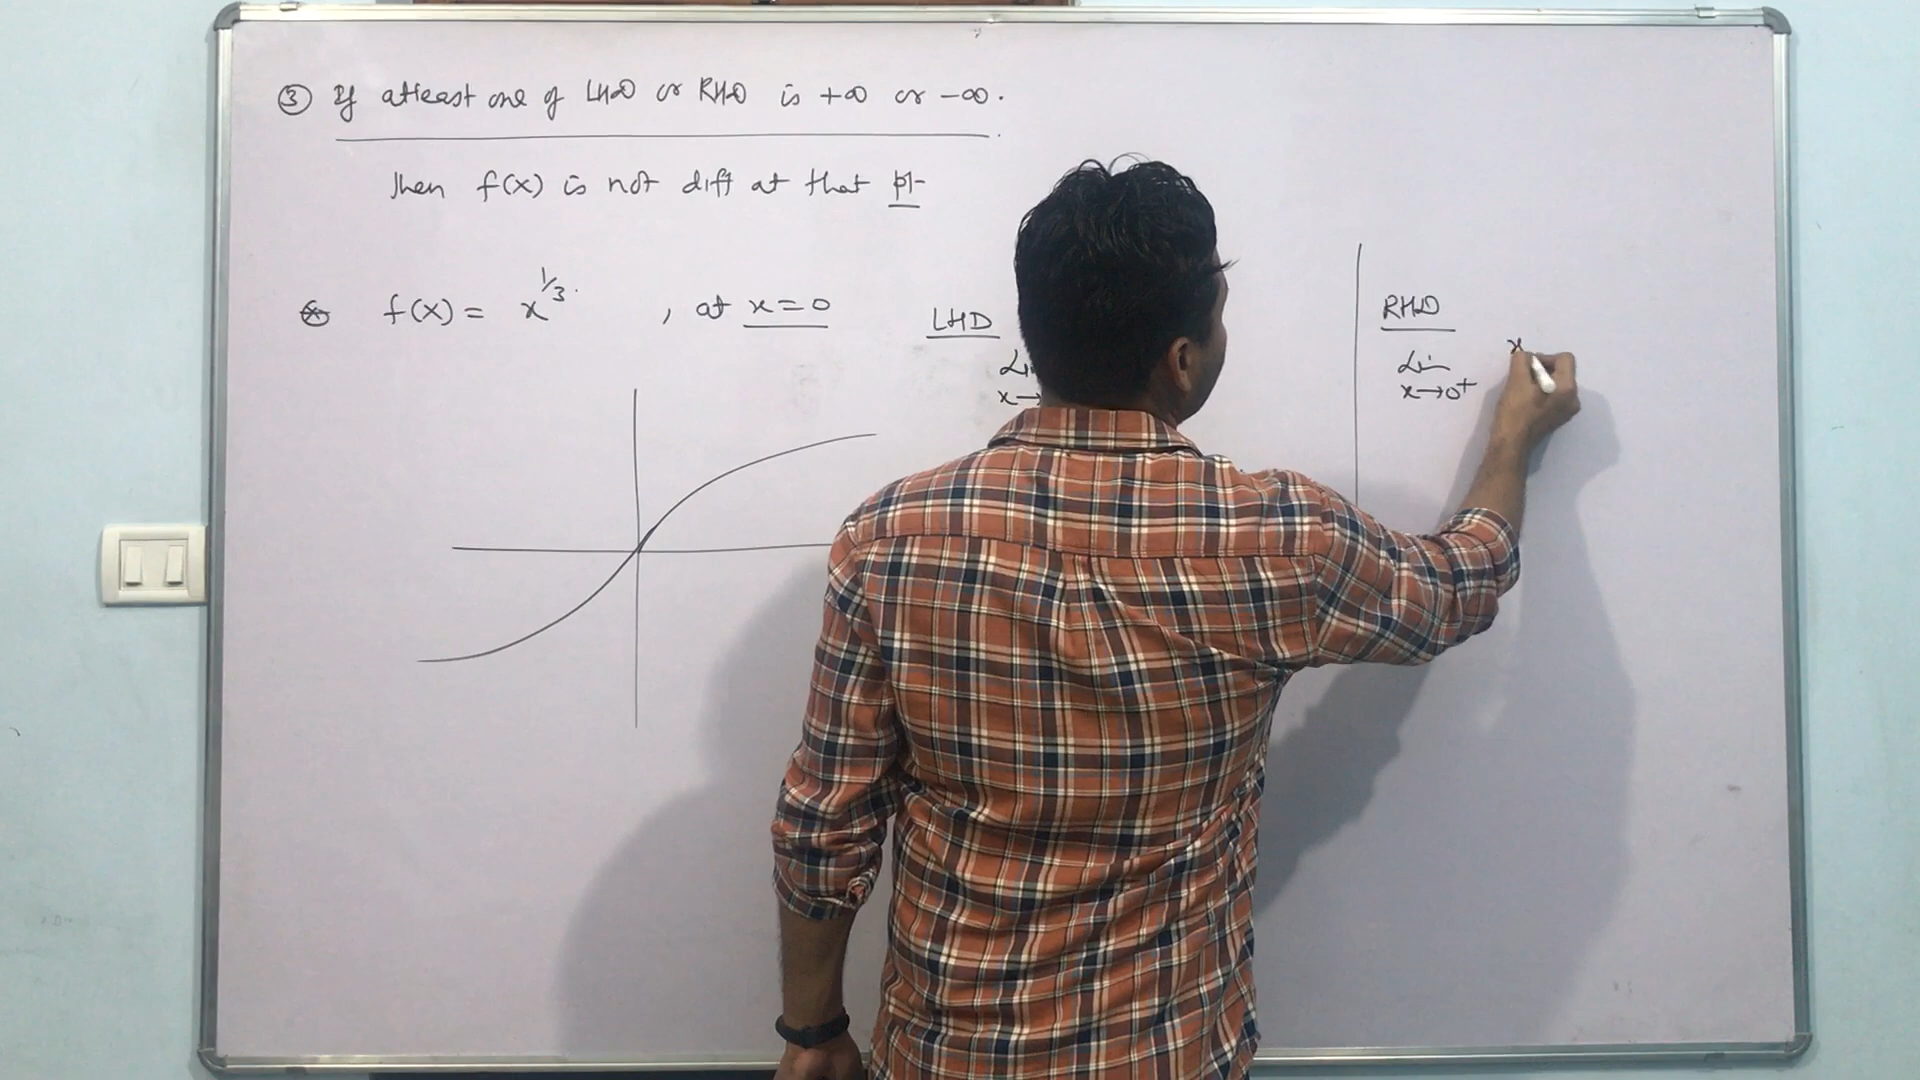 ③ If atleast one of LHD or RHD is +∞ or -∞.
Then f(x) is not diff at that pt
f(x) = x^1/3. , at x=0
LHD
Li
x→
RHD
Lim
x→0+
x